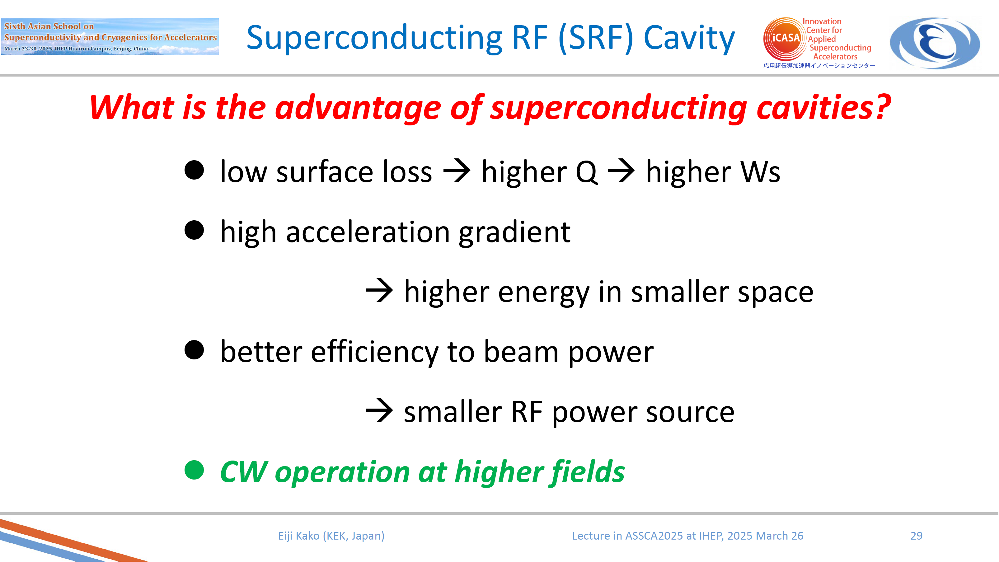 Sixth Asian School on
Superconductivity and Cryogenics for Accelerators
March 23-30, 2025, IHEP Huairou Campus, Beijing, China
Superconducting RF (SRF) Cavity
iCASA
Innovation
Center for
Applied
Superconducting
Accelerators
応用超伝導加速器イノベーションセンター
What is the advantage of superconducting cavities?
● low surface loss → higher Q → higher Ws
● high acceleration gradient
→ higher energy in smaller space
● better efficiency to beam power
→ smaller RF power source
● CW operation at higher fields
Eiji Kako (KEK, Japan)
Lecture in ASSCA2025 at IHEP, 2025 March 26
29